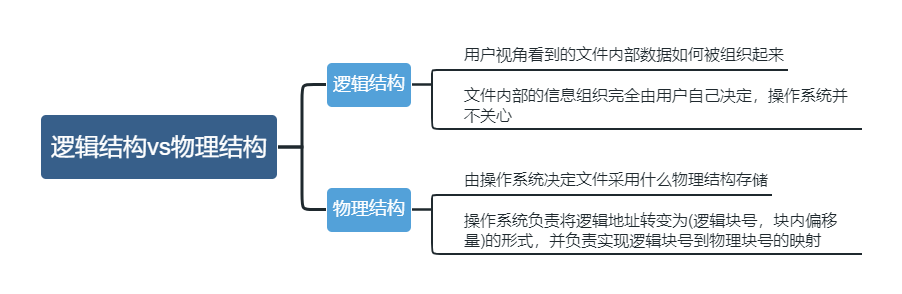 逻辑结构vs物理结构
逻辑结构
用户视角看到的文件内部数据如何被组织起来
文件内部的信息组织完全由用户自己决定，操作系统并
不关心
物理结构
由操作系统决定文件采用什么物理结构存储
操作系统负责将逻辑地址转变为(逻辑块号，块内偏移
量)的形式，并负责实现逻辑块号到物理块号的映射